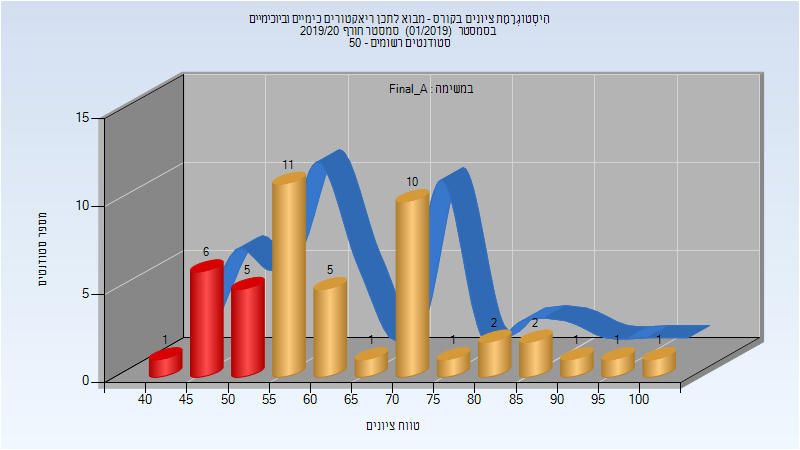 הִיסְטוֹגְרָמַת ציונים בקורס - מבוא לתכן ריאקטורים כימיים וביוכימיים
בסמסטר (01/2019) סמסטר חורף 2019/20
סטודנטים רשומים - 50
במשימה : Final_A
מספר סטודנטים
15
10
5
0
1
6
5
11
5
1
10
1
2
2
1
1
1
40 45 50 55 60 65 70 75 80 85 90 95 100
טווח ציונים